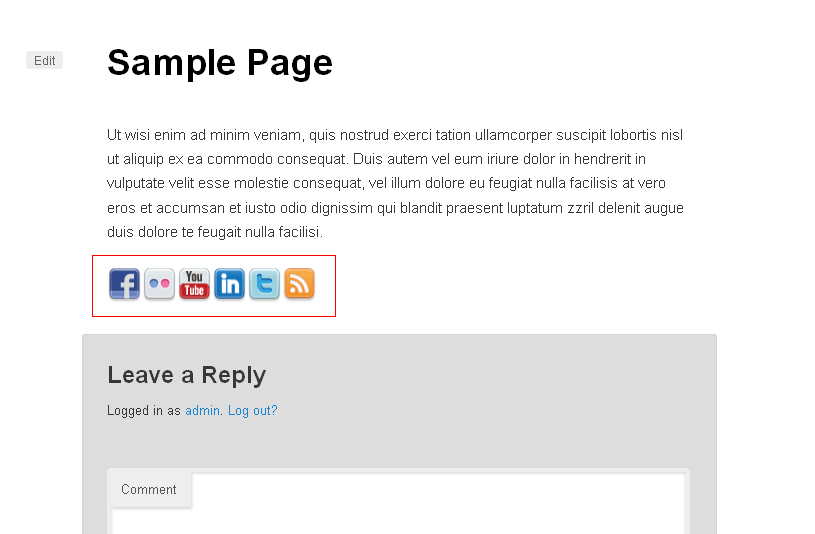 Edit
Sample Page
Ut wisi enim ad minim veniam, quis nostrud exerci tation ullamcorper suscipit lobortis nisl
ut aliquip ex ea commodo consequat. Duis autem vel eum iriure dolor in hendrerit in
vulputate velit esse molestie consequat, vel illum dolore eu feugiat nulla facilisis at vero
eros et accumsan et iusto odio dignissim qui blandit praesent luptatum zzril delenit augue
duis dolore te feugait nulla facilisi.
f You Tube in t
Leave a Reply
Logged in as admin. Log out?
Comment